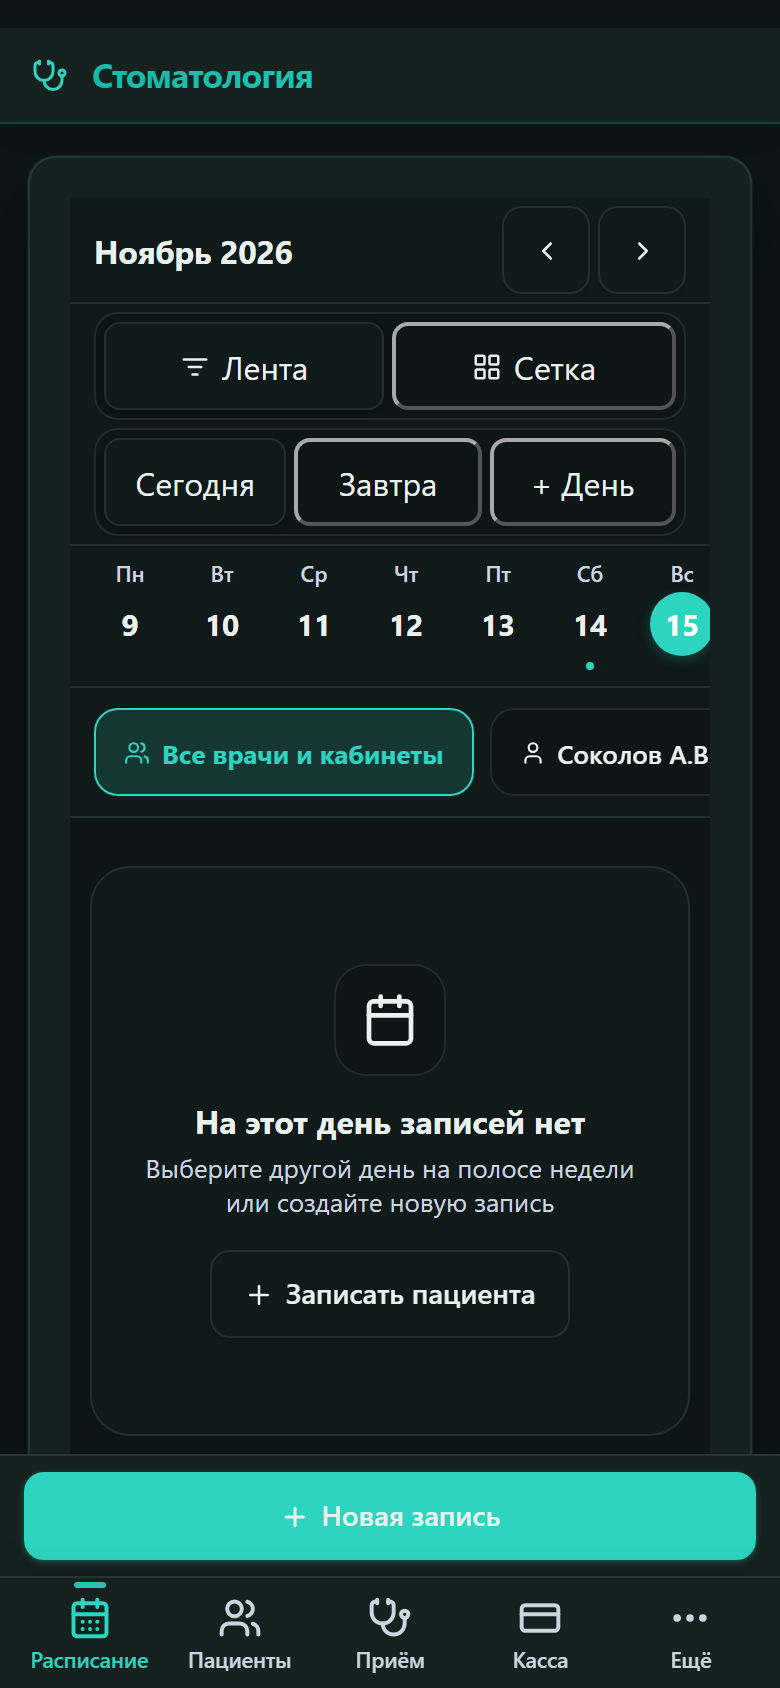 Стоматология
Ноябрь 2026
Лента Сетка
Сегодня Завтра + День
Пн Вт Ср Чт Пт Сб Вс
9 10 11 12 13 14 15
Все врачи и кабинеты Соколов А.В
На этот день записей нет
Выберите другой день на полосе недели
или создайте новую запись
+ Записать пациента
+ Новая запись
Расписание Пациенты Приём Касса Ещё